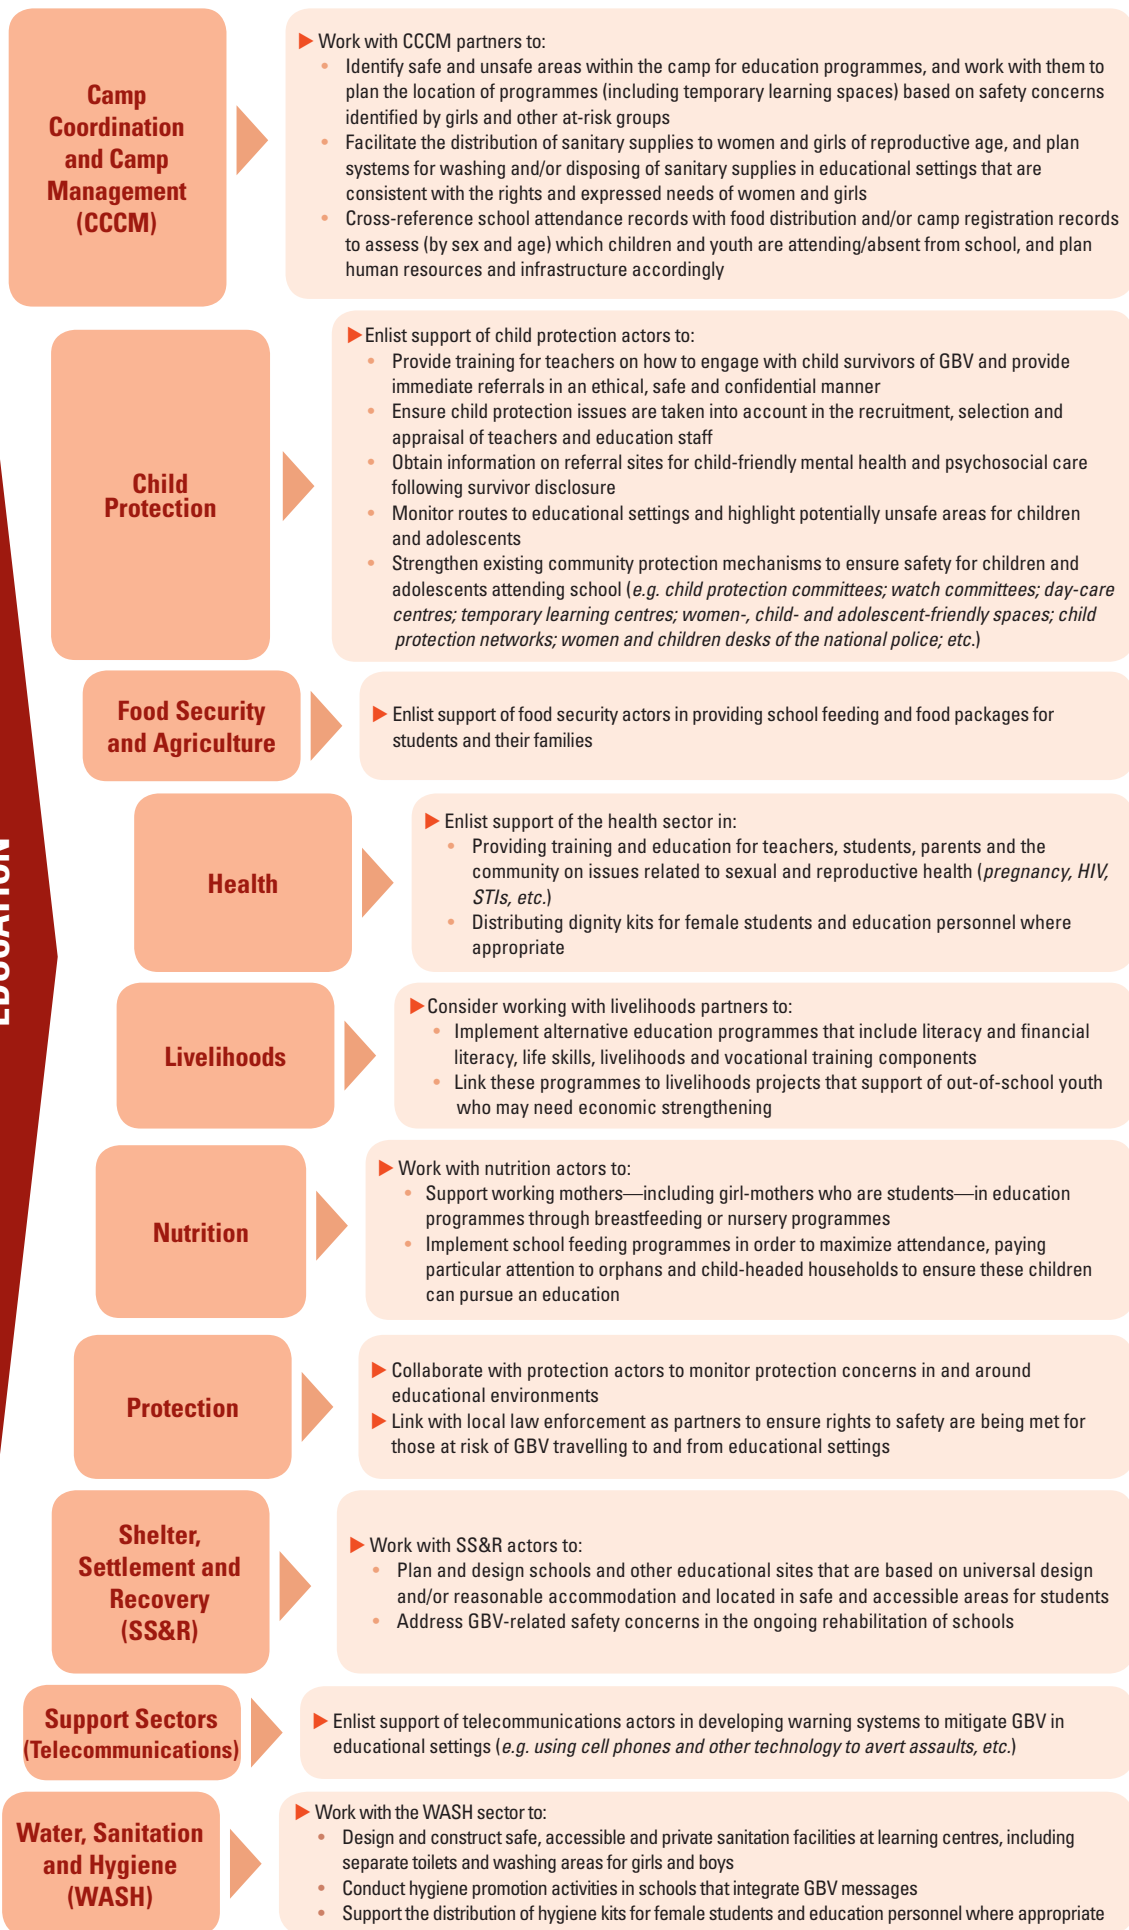 EDUCATION
Camp
Coordination
and Camp
Management
(CCCM)
▶ Work with CCCM partners to:
• Identify safe and unsafe areas within the camp for education programmes, and work with them to
plan the location of programmes (including temporary learning spaces) based on safety concerns
identified by girls and other at-risk groups
• Facilitate the distribution of sanitary supplies to women and girls of reproductive age, and plan
systems for washing and/or disposing of sanitary supplies in educational settings that are
consistent with the rights and expressed needs of women and girls
• Cross-reference school attendance records with food distribution and/or camp registration records
to assess (by sex and age) which children and youth are attending/absent from school, and plan
human resources and infrastructure accordingly
Child
Protection
▶ Enlist support of child protection actors to:
• Provide training for teachers on how to engage with child survivors of GBV and provide
immediate referrals in an ethical, safe and confidential manner
• Ensure child protection issues are taken into account in the recruitment, selection and
appraisal of teachers and education staff
• Obtain information on referral sites for child-friendly mental health and psychosocial care
following survivor disclosure
• Monitor routes to educational settings and highlight potentially unsafe areas for children
and adolescents
• Strengthen existing community protection mechanisms to ensure safety for children and
adolescents attending school (e.g. child protection committees; watch committees; day-care
centres; temporary learning centres; women-, child- and adolescent-friendly spaces; child
protection networks; women and children desks of the national police; etc.)
Food Security
and Agriculture
▶ Enlist support of food security actors in providing school feeding and food packages for
students and their families
Health
▶ Enlist support of the health sector in:
• Providing training and education for teachers, students, parents and the
community on issues related to sexual and reproductive health (pregnancy, HIV,
STIs, etc.)
• Distributing dignity kits for female students and education personnel where
appropriate
Livelihoods
▶ Consider working with livelihoods partners to:
• Implement alternative education programmes that include literacy and financial
literacy, life skills, livelihoods and vocational training components
• Link these programmes to livelihoods projects that support of out-of-school youth
who may need economic strengthening
Nutrition
▶ Work with nutrition actors to:
• Support working mothers—including girl-mothers who are students—in education
programmes through breastfeeding or nursery programmes
• Implement school feeding programmes in order to maximize attendance, paying
particular attention to orphans and child-headed households to ensure these children
can pursue an education
Protection
▶ Collaborate with protection actors to monitor protection concerns in and around
educational environments
▶ Link with local law enforcement as partners to ensure rights to safety are being met for
those at risk of GBV travelling to and from educational settings
Shelter,
Settlement and
Recovery
(SS&R)
▶ Work with SS&R actors to:
• Plan and design schools and other educational sites that are based on universal design
and/or reasonable accommodation and located in safe and accessible areas for students
• Address GBV-related safety concerns in the ongoing rehabilitation of schools
Support Sectors
(Telecommunications)
▶ Enlist support of telecommunications actors in developing warning systems to mitigate GBV in
educational settings (e.g. using cell phones and other technology to avert assaults, etc.)
Water, Sanitation
and Hygiene
(WASH)
▶ Work with the WASH sector to:
• Design and construct safe, accessible and private sanitation facilities at learning centres, including
separate toilets and washing areas for girls and boys
• Conduct hygiene promotion activities in schools that integrate GBV messages
• Support the distribution of hygiene kits for female students and education personnel where appropriate